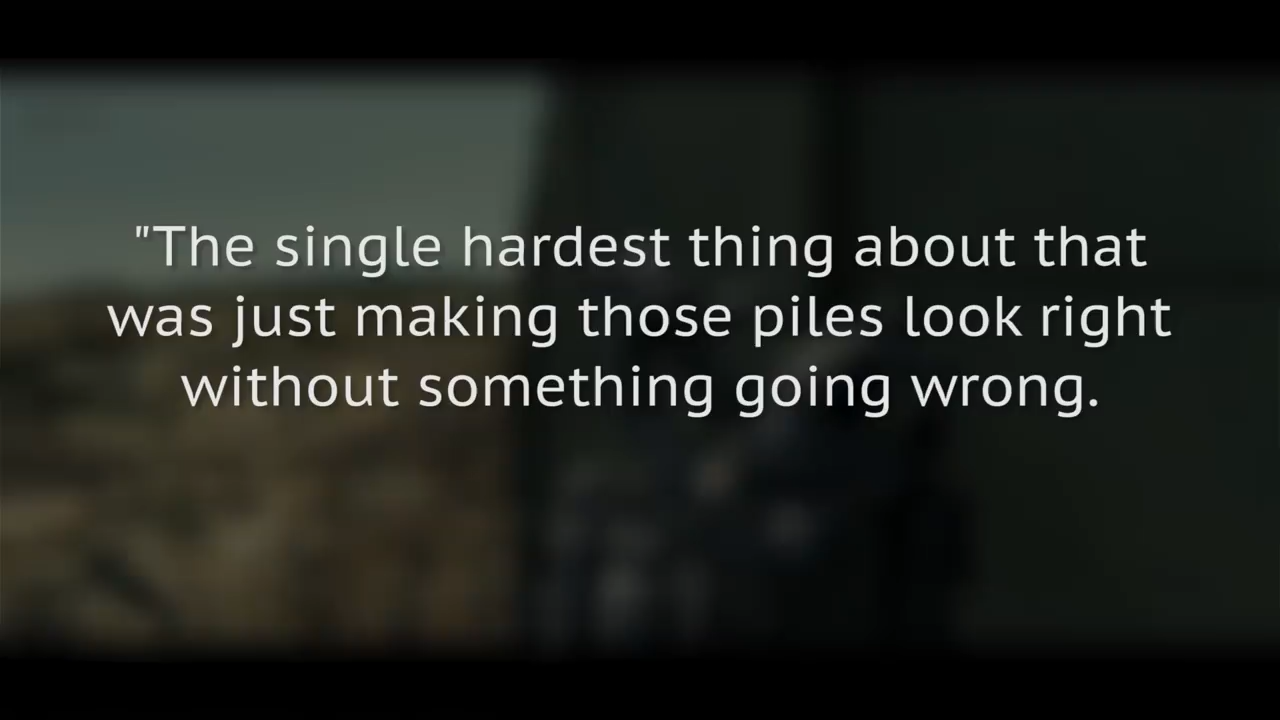 "The single hardest thing about that
was just making those piles look right
without something going wrong.